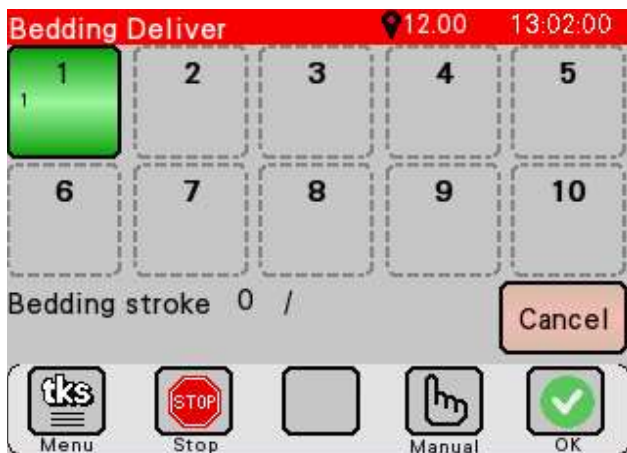 Bedding Deliver 12.00 13:02:00
1 2 3 4 5
1
6 7 8 9 10
Bedding stroke 0 /
Cancel
tks STOP
Menu Stop Manual OK